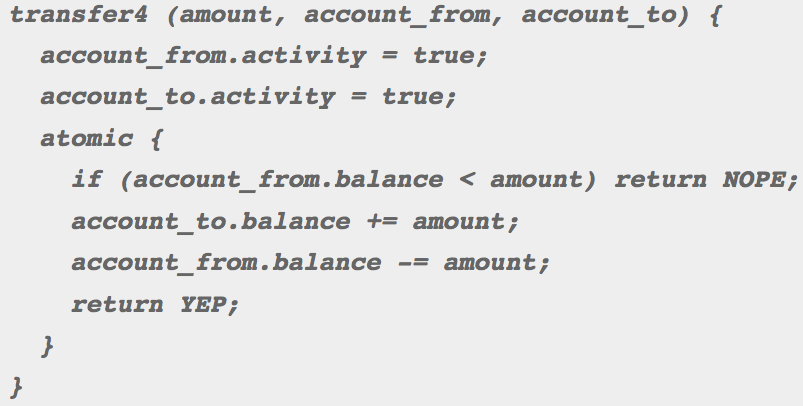 transfer4 (amount, account_from, account_to) {
  account_from.activity = true;
  account_to.activity = true;
  atomic {
    if (account_from.balance < amount) return NOPE;
    account_to.balance += amount;
    account_from.balance -= amount;
    return YEP;
  }
}